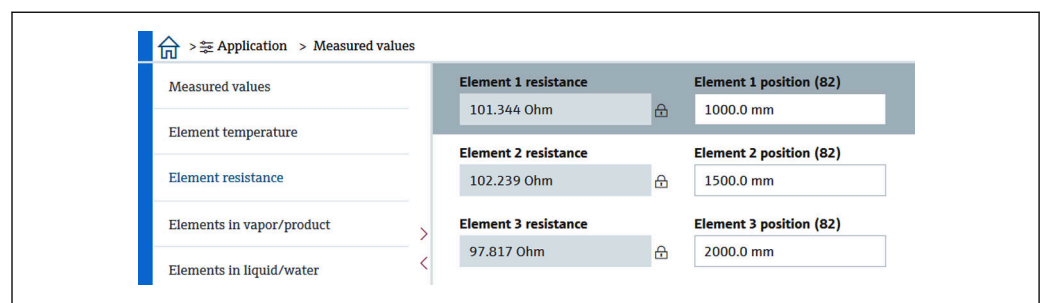 > Application > Measured values
Measured values
Element temperature
Element resistance
Elements in vapor/product
Elements in liquid/water
Element 1 resistance Element 1 position (82)
101.344 Ohm 1000.0 mm
Element 2 resistance Element 2 position (82)
102.239 Ohm 1500.0 mm
Element 3 resistance Element 3 position (82)
97.817 Ohm 2000.0 mm